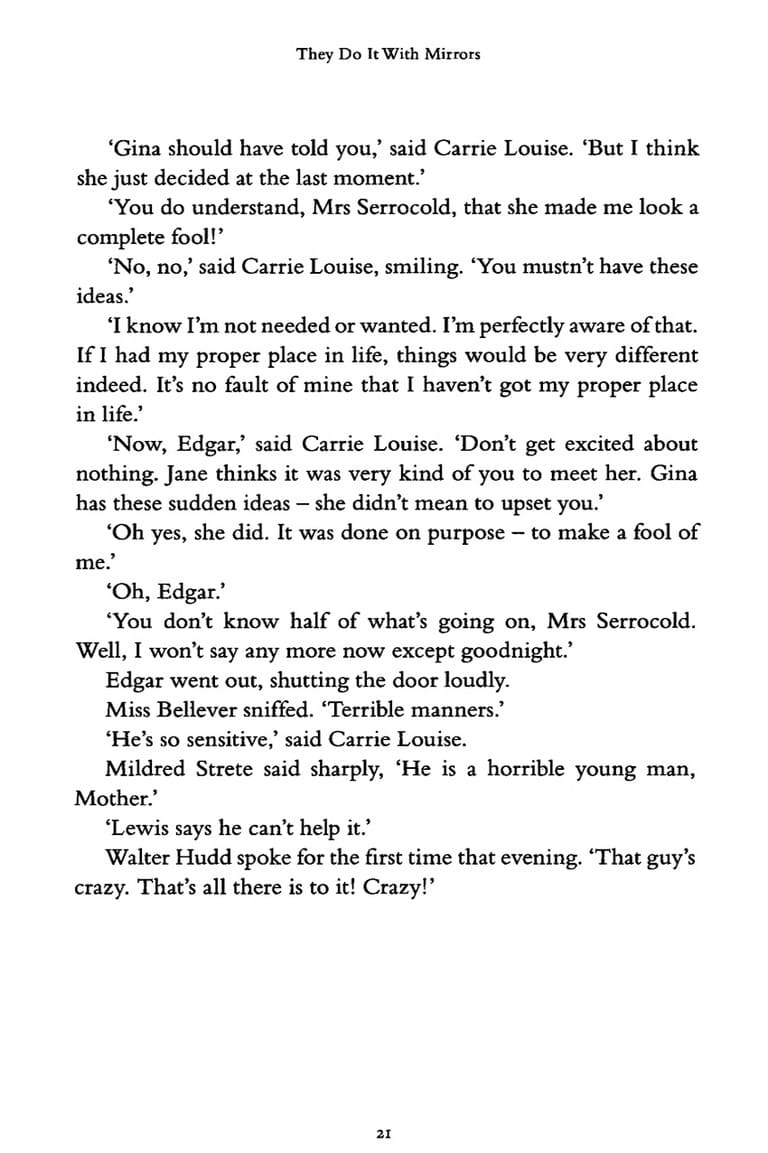 They Do It With Mirrors
‘Gina should have told you,’ said Carrie Louise. ‘But I think
she just decided at the last moment.’
‘You do understand, Mrs Serrocold, that she made me look a
complete fool!’
‘No, no,’ said Carrie Louise, smiling. ‘You mustn’t have these
ideas.’
‘I know I’m not needed or wanted. I’m perfectly aware of that.
If I had my proper place in life, things would be very different
indeed. It’s no fault of mine that I haven’t got my proper place
in life.’
‘Now, Edgar,’ said Carrie Louise. ‘Don’t get excited about
nothing. Jane thinks it was very kind of you to meet her. Gina
has these sudden ideas – she didn’t mean to upset you.’
‘Oh yes, she did. It was done on purpose – to make a fool of
me.’
‘Oh, Edgar.’
‘You don’t know half of what’s going on, Mrs Serrocold.
Well, I won’t say any more now except goodnight.’
Edgar went out, shutting the door loudly.
Miss Bellever sniffed. ‘Terrible manners.’
‘He’s so sensitive,’ said Carrie Louise.
Mildred Strete said sharply, ‘He is a horrible young man,
Mother.’
‘Lewis says he can’t help it.’
Walter Hudd spoke for the first time that evening. ‘That guy’s
crazy. That’s all there is to it! Crazy!’
21